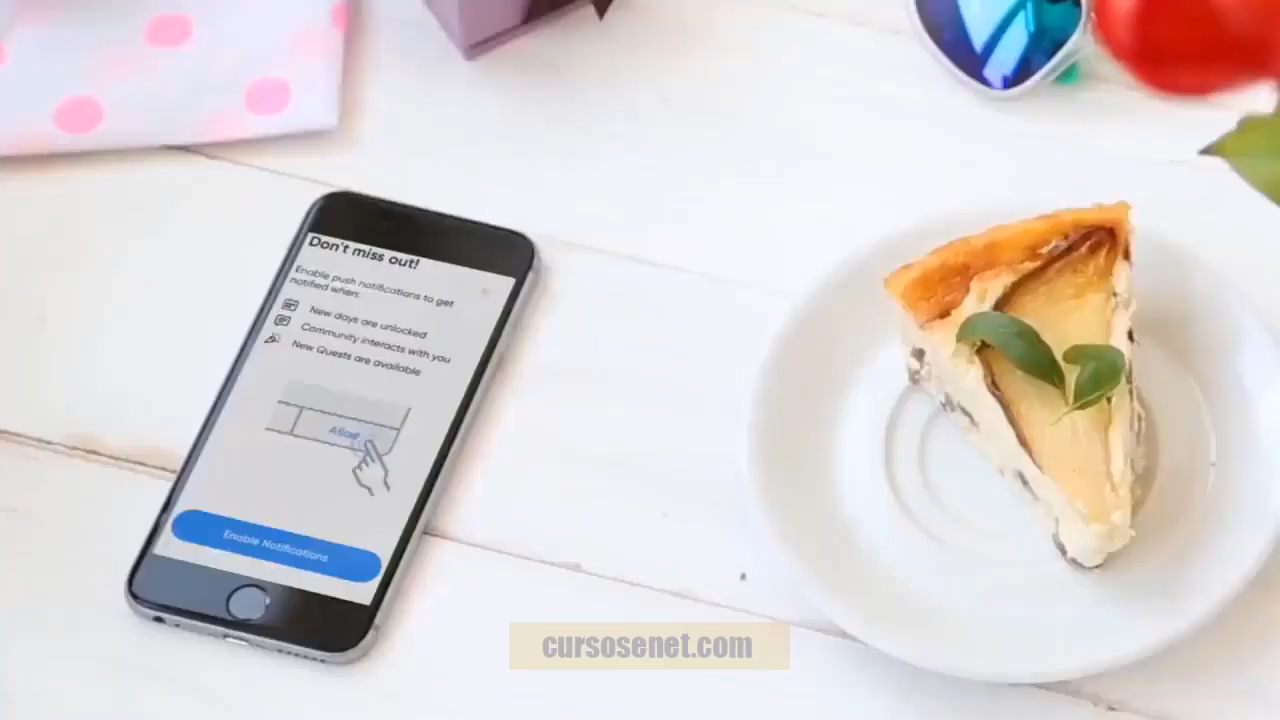 Don't miss out!
Enable push notifications to get
notified when:
New days are unlocked
Community interacts with you
New Quests are available
Allow
Enable Notifications
cursosenet.com